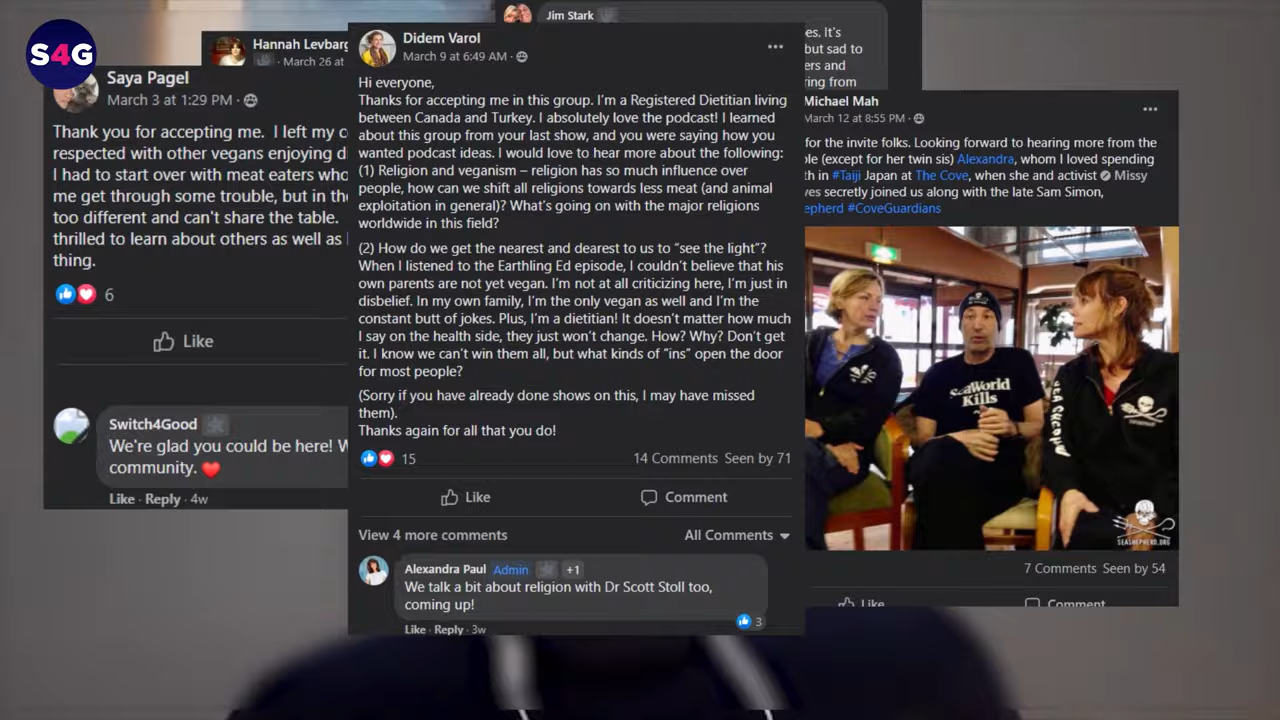 S4G
Hannah Levbarg
March 26 at
Saya Pagel
March 3 at 1:29 PM ·
Thank you for accepting me. I left my c
respected with other vegans enjoying di
I had to start over with meat eaters who
me get through some trouble, but in the
too different and can't share the table.
thrilled to learn about others as well as
thing.
6
Like
Switch4Good
We're glad you could be here! W
community.
Like · Reply · 4w
Didem Varol
March 9 at 6:49 AM ·
Hi everyone,
Thanks for accepting me in this group. I'm a Registered Dietitian living
between Canada and Turkey. I absolutely love the podcast! I learned
about this group from your last show, and you were saying how you
wanted podcast ideas. I would love to hear more about the following:
(1) Religion and veganism – religion has so much influence over
people, how can we shift all religions towards less meat (and animal
exploitation in general)? What's going on with the major religions
worldwide in this field?
(2) How do we get the nearest and dearest to us to "see the light"?
When I listened to the Earthling Ed episode, I couldn't believe that his
own parents are not yet vegan. I'm not at all criticizing here, I'm just in
disbelief. In my own family, I'm the only vegan as well and I'm the
constant butt of jokes. Plus, I'm a dietitian! It doesn't matter how much
I say on the health side, they just won't change. How? Why? Don't get
it. I know we can't win them all, but what kinds of "ins" open the door
for most people?
(Sorry if you have already done shows on this, I may have missed
them).
Thanks again for all that you do!
15
14 Comments Seen by 71
Like
Comment
View 4 more comments
All Comments
Alexandra Paul Admin +1
We talk a bit about religion with Dr Scott Stoll too,
coming up!
3
Like · Reply · 3w
Jim Stark
es. It's
but sad to
ers and
ring from
Michael Mah
March 12 at 8:55 PM ·
for the invite folks. Looking forward to hearing more from the
ole (except for her twin sis) Alexandra, whom I loved spending
th in #Taiji Japan at The Cove, when she and activist Missy
ves secretly joined us along with the late Sam Simon,
epherd #CoveGuardians
SeaWorld
Kills
SEA SHEPHERD
SEASHEPHERD.ORG
7 Comments Seen by 54
Like
Comment